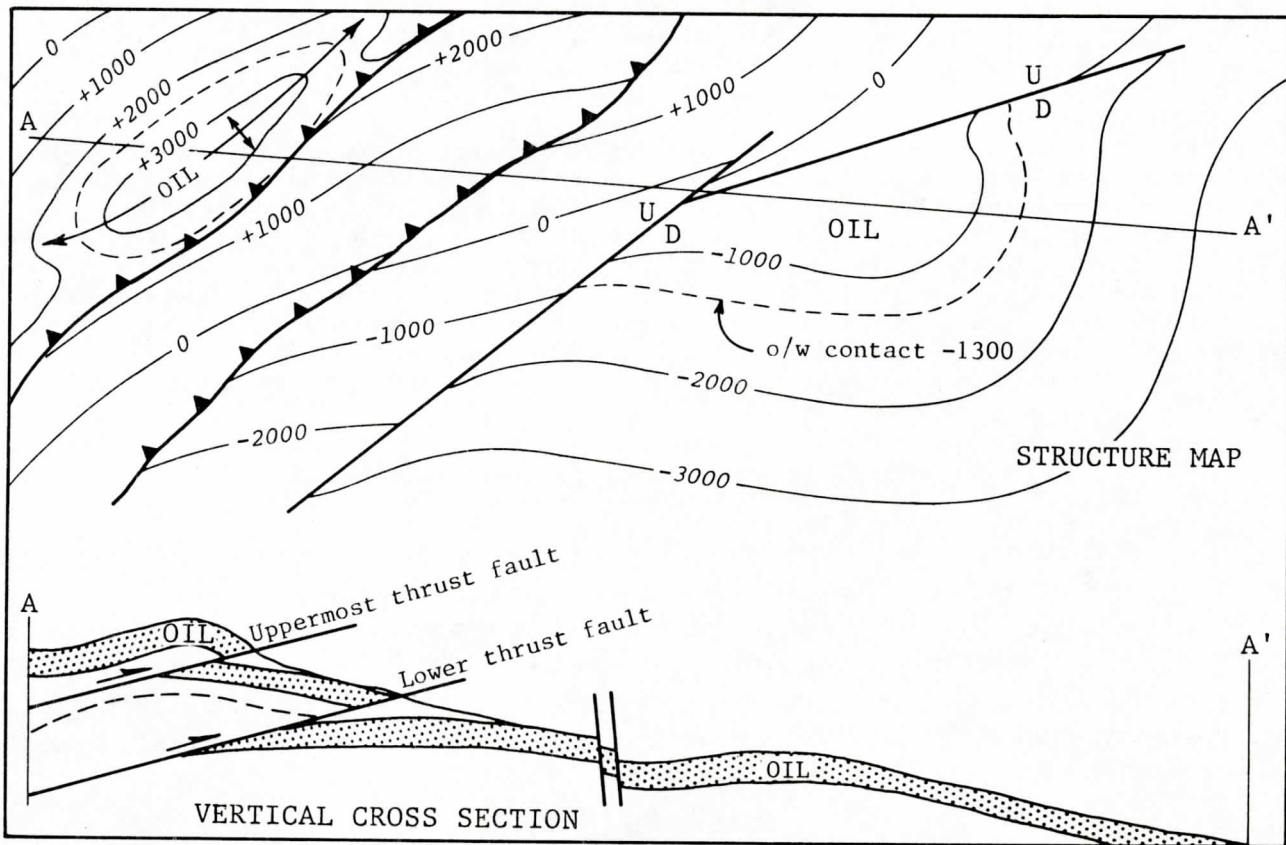 0
+1000
+2000
+3000
OIL
A
+2000
+1000
0
0
+1000
0
U
D
U
D
OIL
A'
-1000
-1000
o/w contact -1300
-2000
-2000
-3000
STRUCTURE MAP
A
OIL
Uppermost thrust fault
Lower thrust fault
A'
OIL
VERTICAL CROSS SECTION